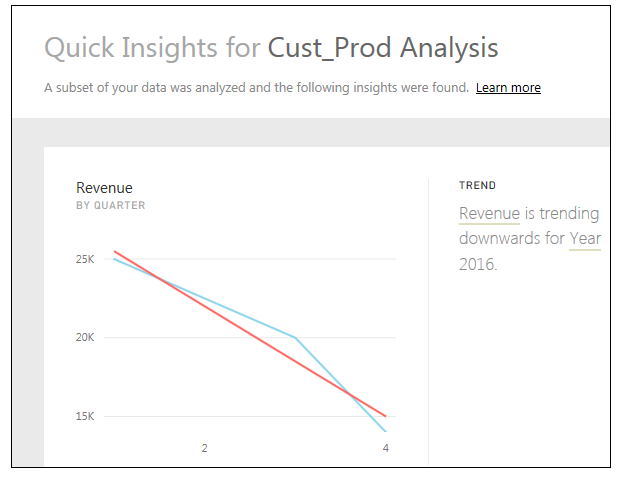 Quick Insights for Cust_Prod Analysis
A subset of your data was analyzed and the following insights were found. Learn more
Revenue
BY QUARTER
25K
20K
15K
2
4
TREND
Revenue is trending
downwards for Year
2016.